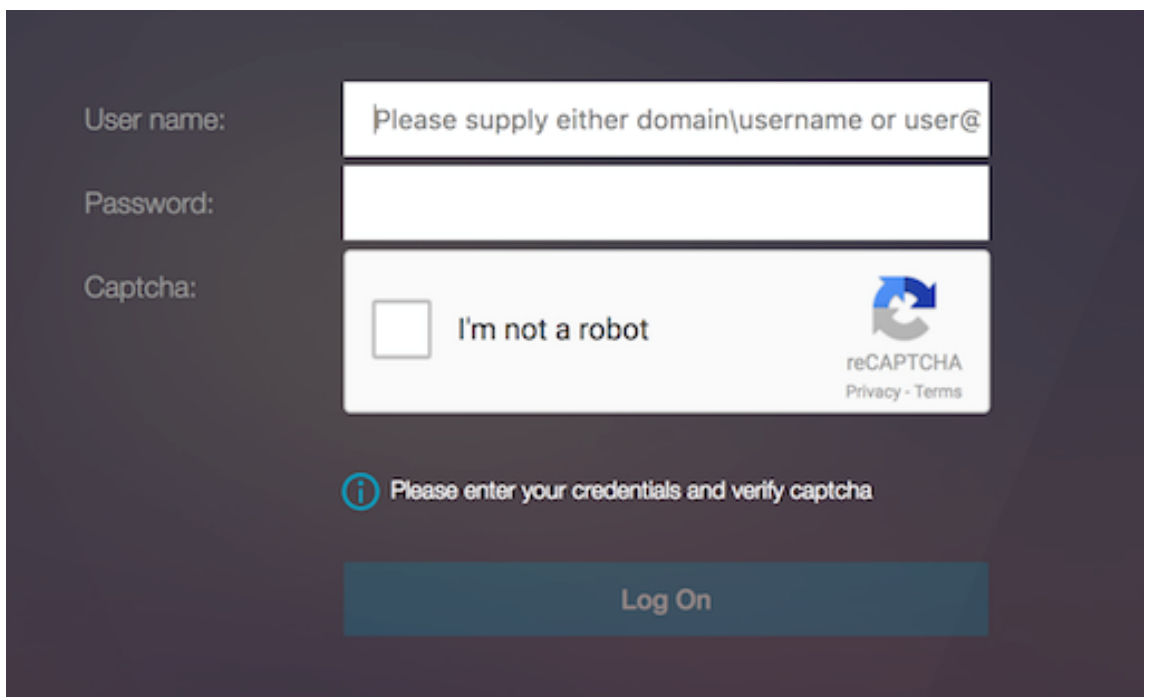 User name:
Please supply either domain\username or user@
Password:
Captcha:
I'm not a robot
reCAPTCHA
Privacy - Terms
Please enter your credentials and verify captcha
Log On